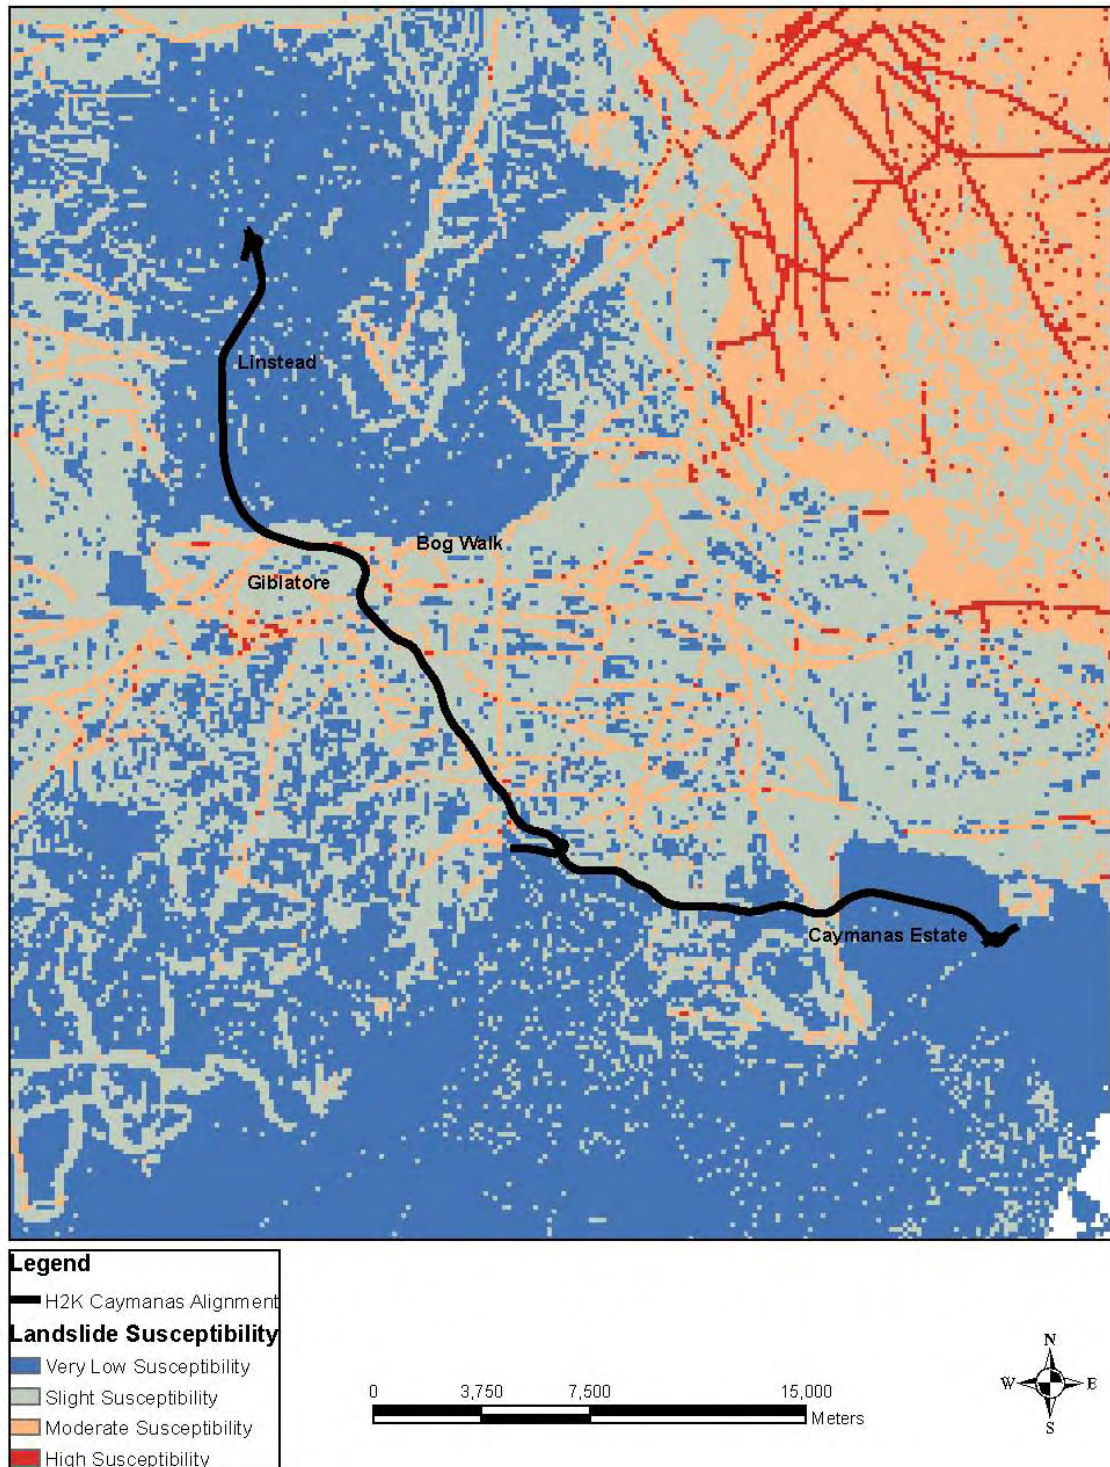 Linstead
Bog Walk
Giblatore
Caymanas Estate
Legend
H2K Caymanas Alignment
Landslide Susceptibility
Very Low Susceptibility
Slight Susceptibility
Moderate Susceptibility
High Susceptibility
0 3,750 7,500 15,000
Meters
N
W E
S